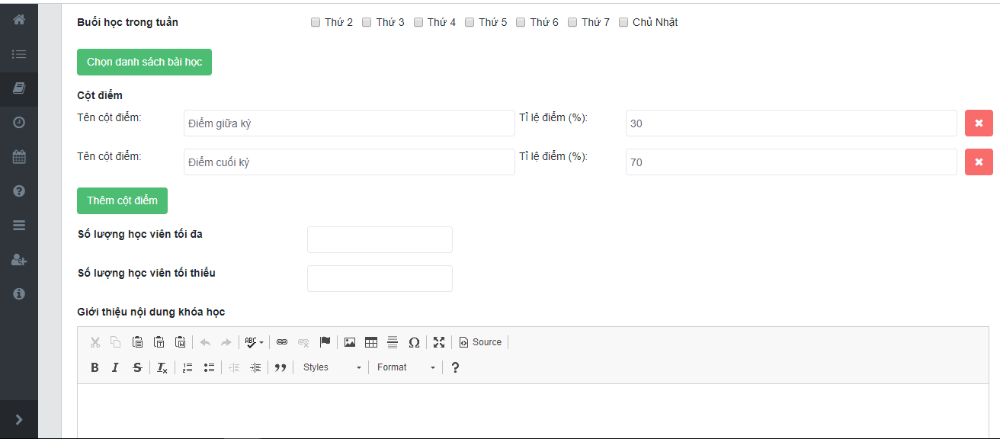 Buổi học trong tuần Thứ 2 Thứ 3 Thứ 4 Thứ 5 Thứ 6 Thứ 7 Chủ Nhật
Chọn danh sách bài học
Cột điểm
Tên cột điểm: Điểm giữa kỳ Tỉ lệ điểm (%): 30
Tên cột điểm: Điểm cuối kỳ Tỉ lệ điểm (%): 70
Thêm cột điểm
Số lượng học viên tối đa
Số lượng học viên tối thiểu
Giới thiệu nội dung khóa học
ABC Source
Styles Format